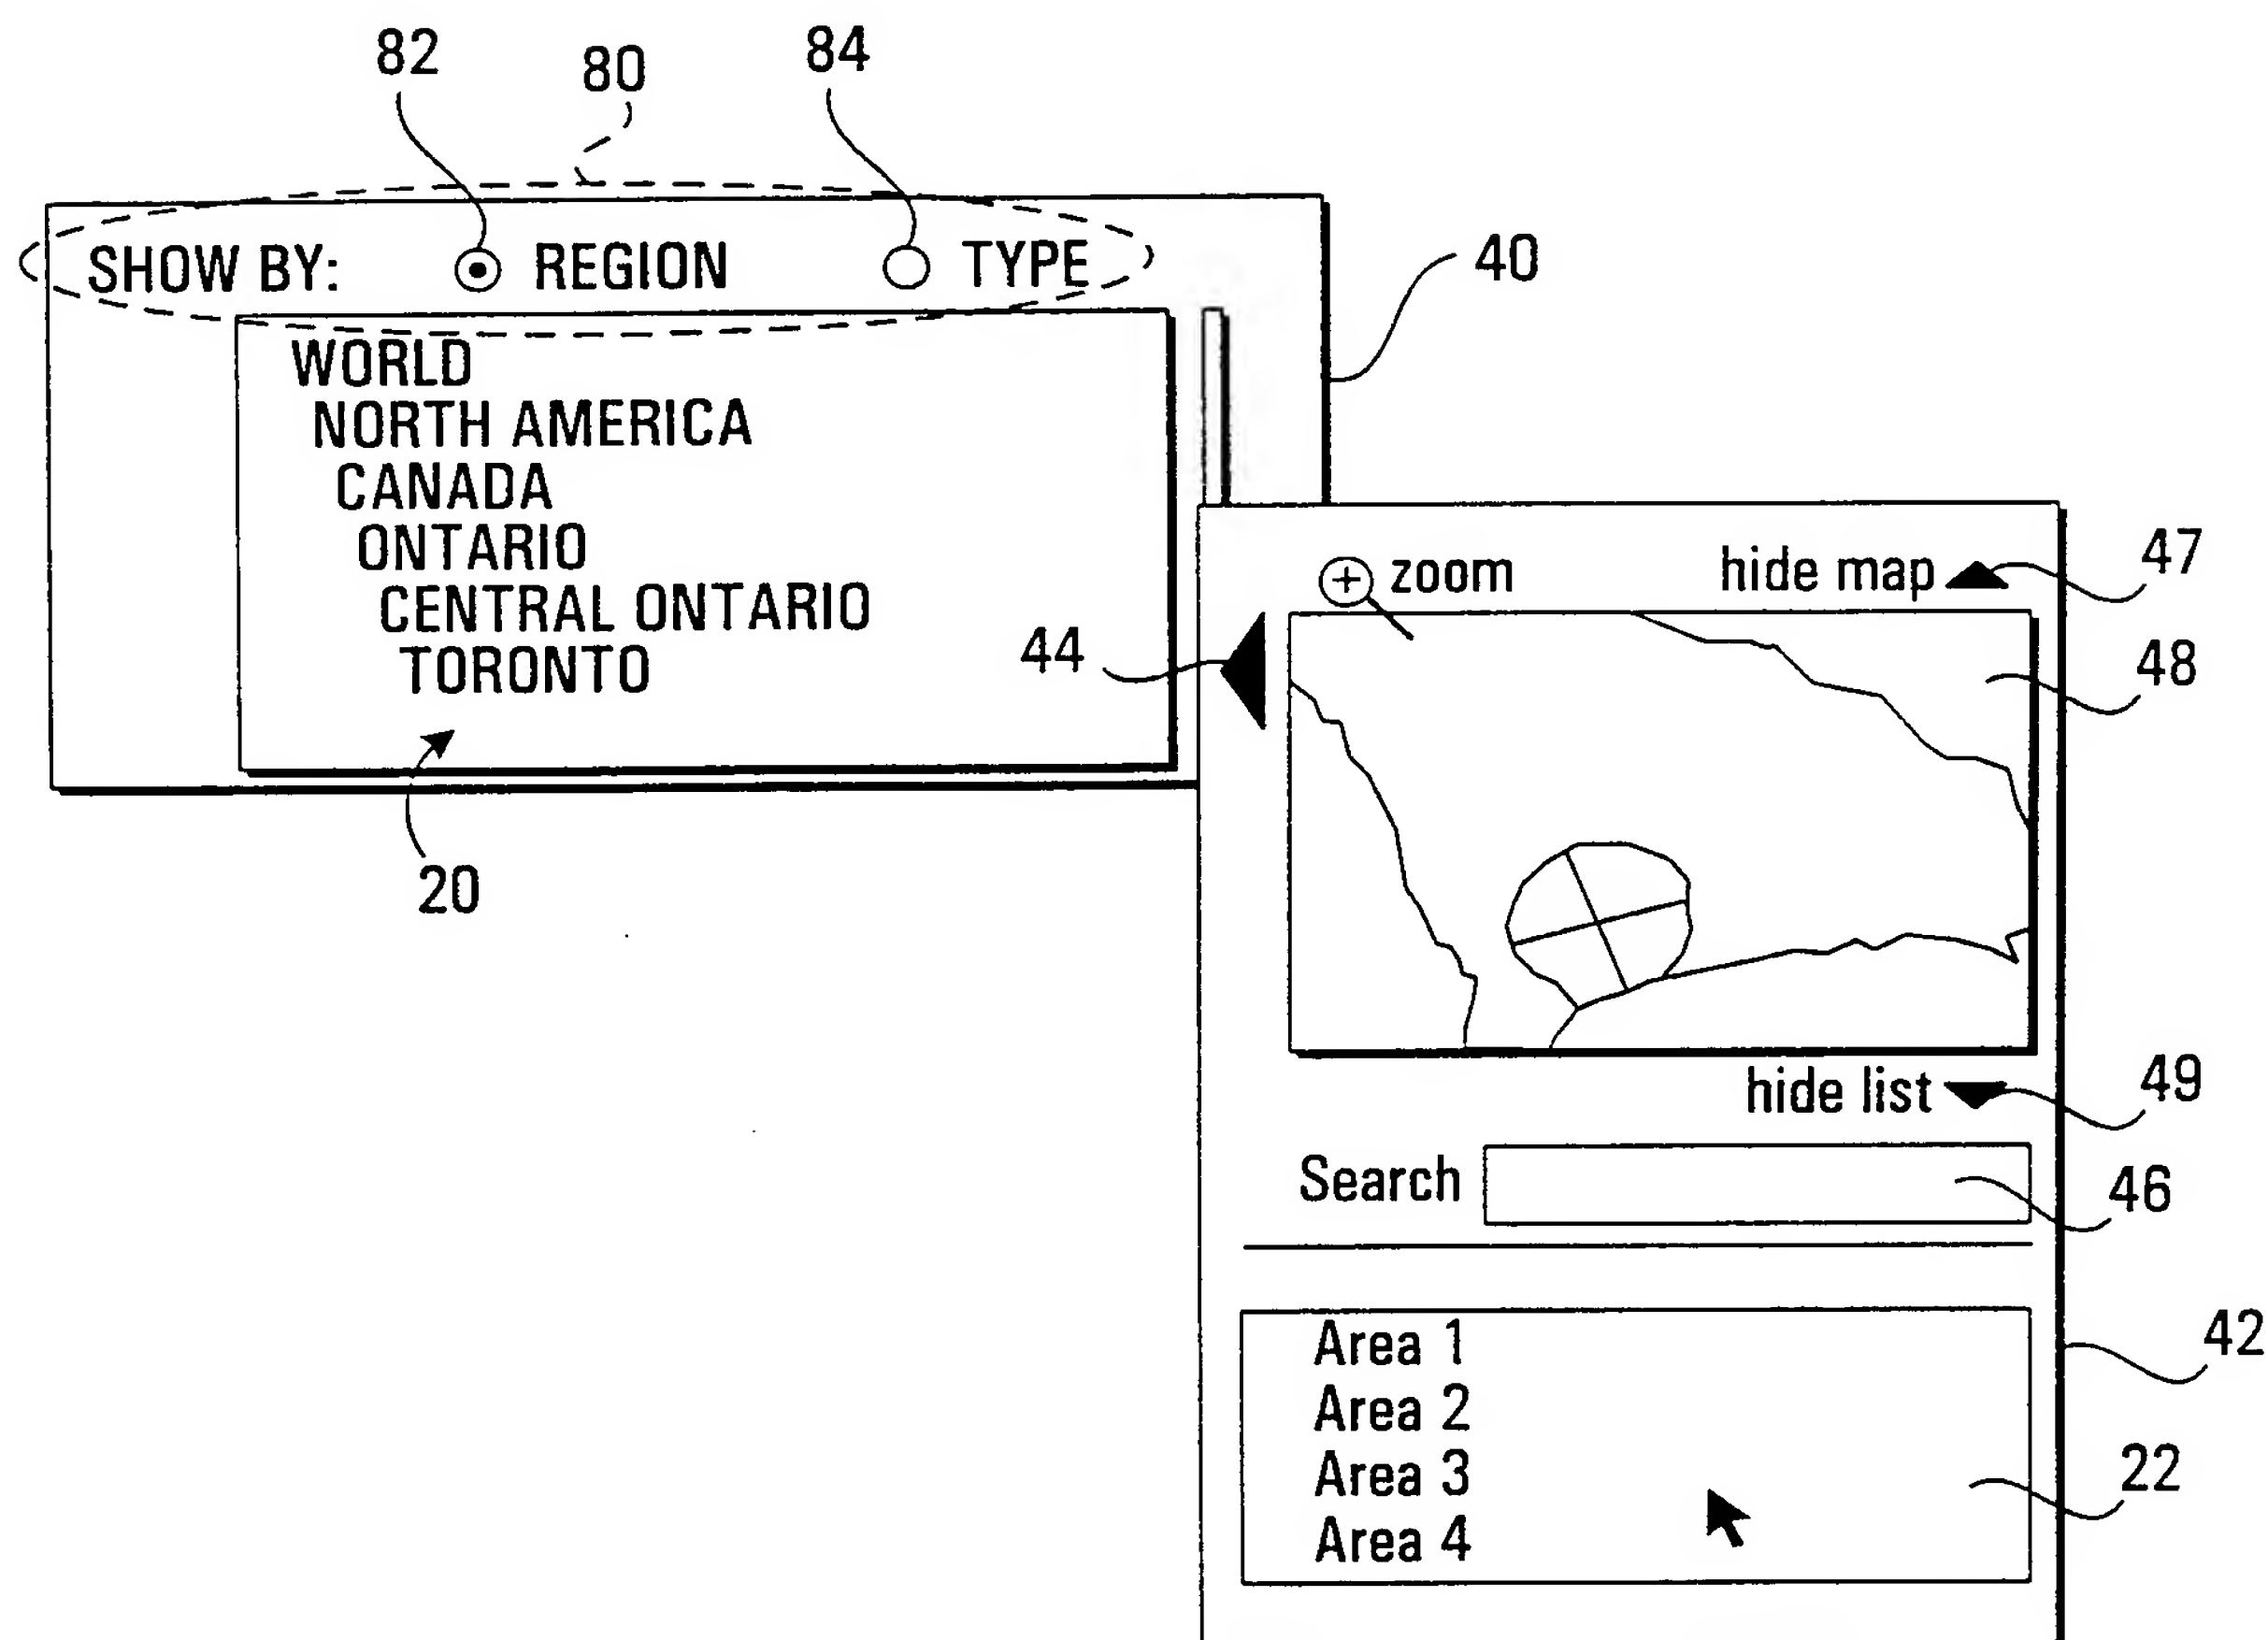 82
80
84
SHOW BY: REGION TYPE
40
WORLD
NORTH AMERICA
CANADA
ONTARIO
CENTRAL ONTARIO
TORONTO
20
44
zoom
hide map
47
48
hide list
49
Search
46
Area 1
Area 2
Area 3
Area 4
42
22